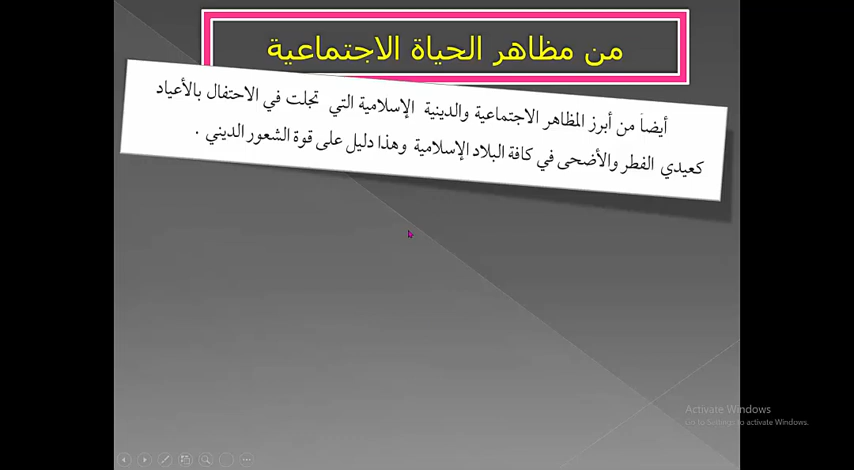 من مظاهر الحياة الاجتماعية
أيضاً من أبرز المظاهر الاجتماعية والدينية الإسلامية التي تجلت في الاحتفال بالأعياد
كعيدي الفطر والأضحى في كافة البلاد الإسلامية وهذا دليل على قوة الشعور الديني .
Activate Windows
Go to Settings to activate Windows.